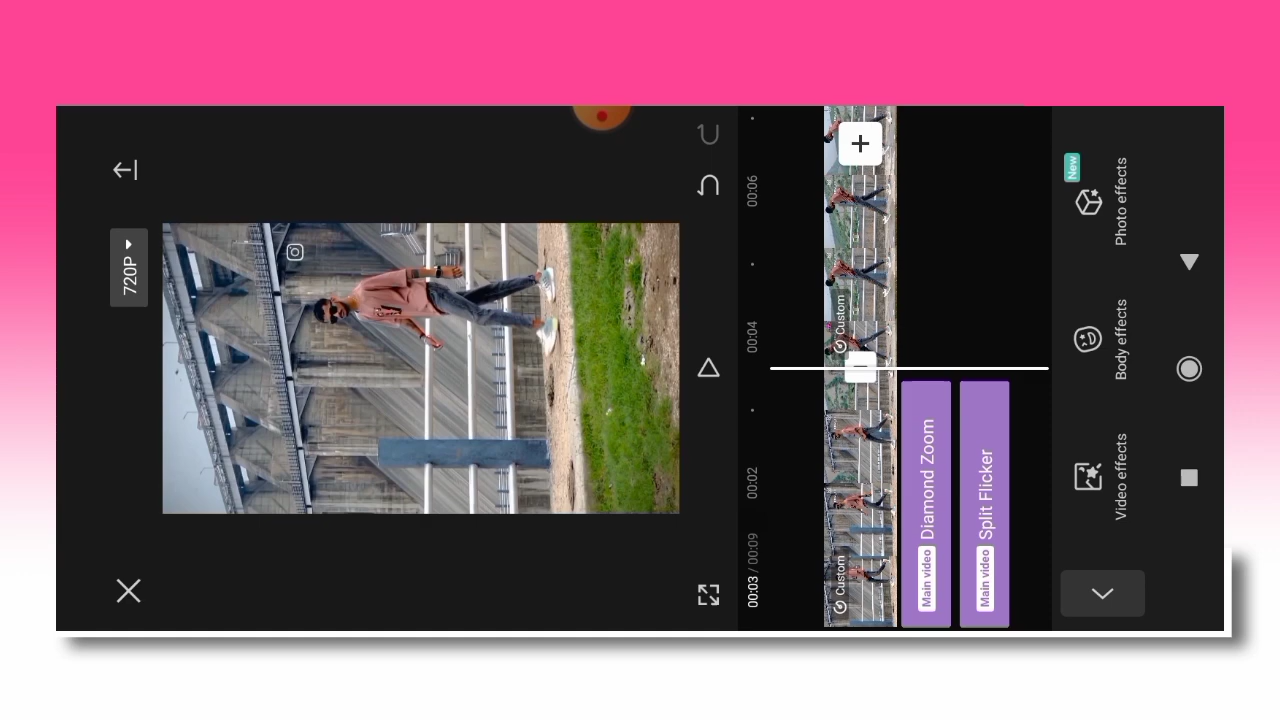 720P
00:03 / 00:09
00:02
00:04
00:06
Custom
Custom
Main video Diamond Zoom
Main video Split Flicker
Video effects
Body effects
Photo effects
New